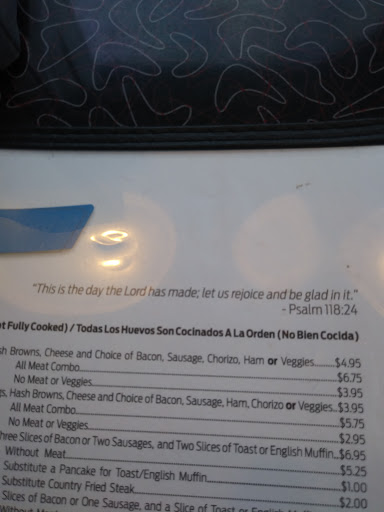 "This is the day the Lord has made; let us rejoice and be glad in it."
- Psalm 118:24
Fully Cooked) / Todas Los Huevos Son Cocinados A La Orden (No Bien Cocida)
Browns, Cheese and Choice of Bacon, Sausage, Chorizo, Ham or Veggies.......$4.95
All Meat Combo.......$6.75
No Meat or Veggies.......$3.95
Hash Browns, Cheese and Choice of Bacon, Sausage, Ham, Chorizo or Veggies..$3.95
All Meat Combo.......$5.75
No Meat or Veggies.......$2.95
Three Slices of Bacon or Two Sausages, and Two Slices of Toast or English Muffin..$6.95
Without Meat.......$5.25
Substitute a Pancake for Toast/English Muffin.......$1.00
Substitute Country Fried Steak.......$2.00
Slices of Bacon or One Sausage, and a Slice of Toast or English
Without